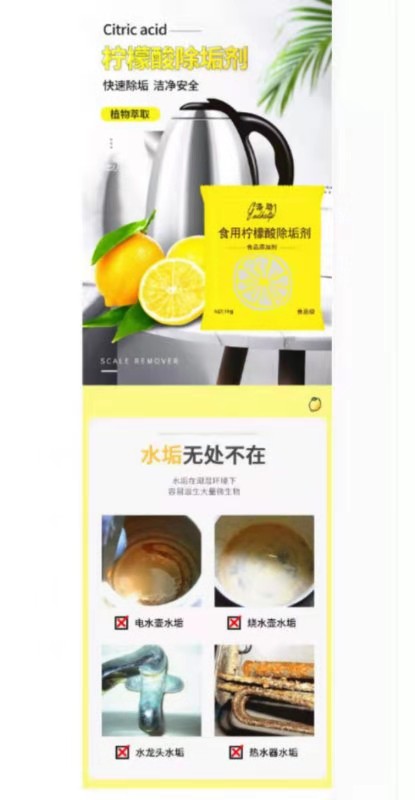 Citric acid
柠檬酸除垢剂
快速除垢 洁净安全
植物萃取
食用柠檬酸除垢剂
食品添加剂
食品级
SCALE REMOVER
水垢无处不在
水垢在潮湿环境下
容易滋生大量微生物
电水壶水垢
烧水壶水垢
水龙头水垢
热水器水垢